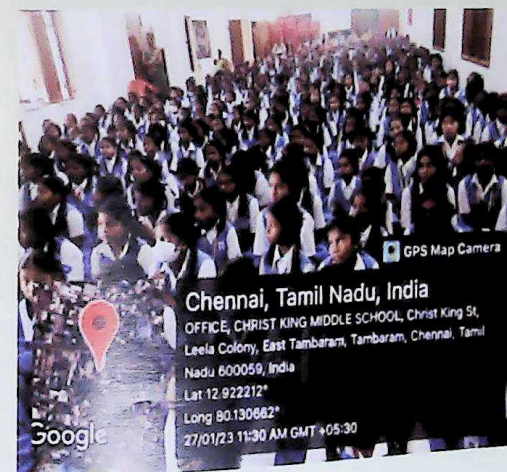 GPS Map Camera
Chennai, Tamil Nadu, India
OFFICE, CHRIST KING MIDDLE SCHOOL, Christ King St,
Leela Colony, East Tambaram, Tambaram, Chennai, Tamil
Nadu 600059, India
Lat 12.922212°
Long 80.130662°
27/01/23 11:30 AM GMT +05:30
Google